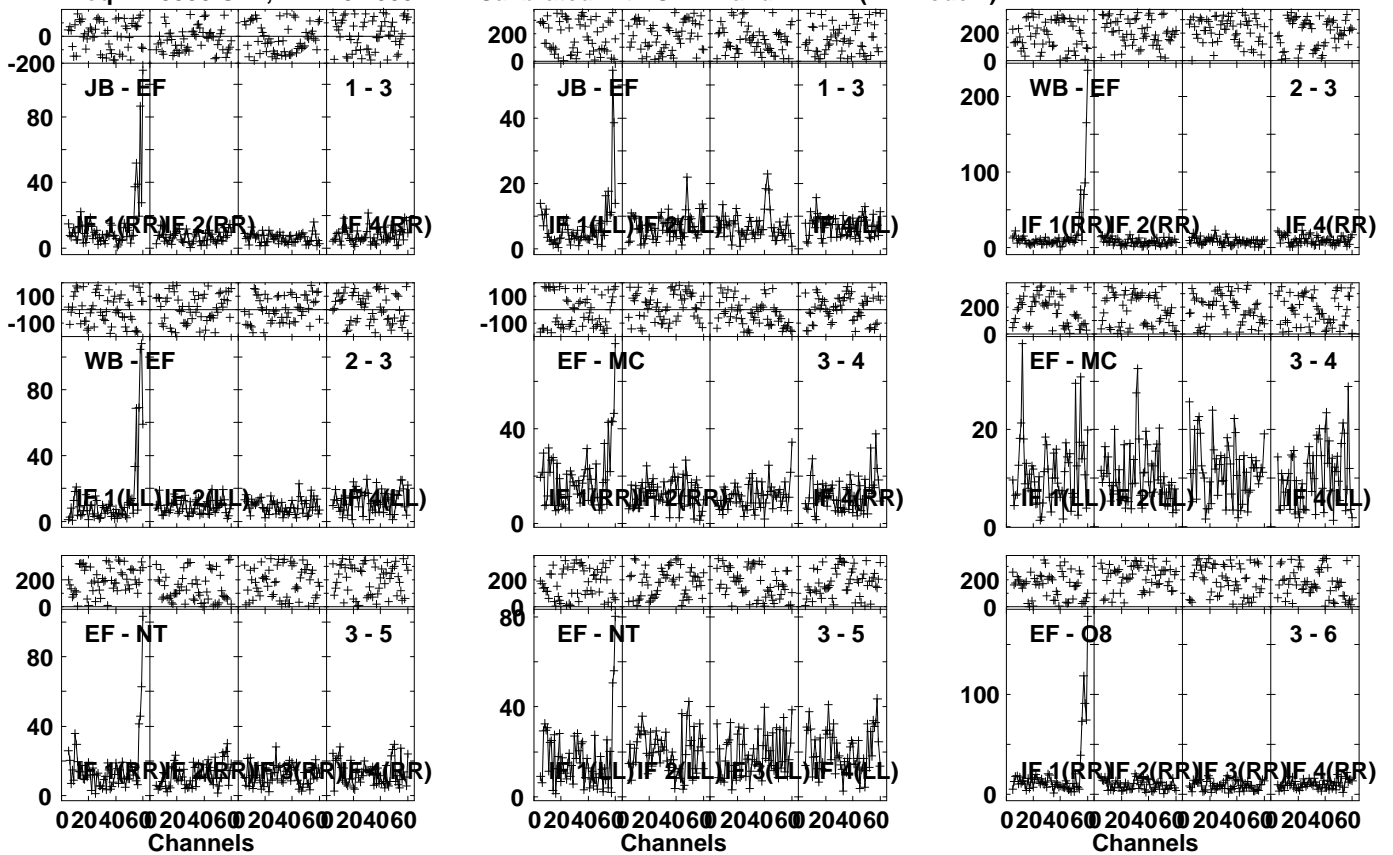 0
-200
JB - EF
1 - 3
80
40
0
IF 1(RR)
IF 2(RR)
IF 4(RR)
200
0
JB - EF
1 - 3
40
20
0
IF 1(LL)
IF 2(LL)
IF 4(LL)
200
0
WB - EF
2 - 3
200
100
0
IF 1(RR)
IF 2(RR)
IF 4(RR)
100
-100
WB - EF
2 - 3
80
40
0
IF 1(LL)
IF 2(LL)
IF 4(LL)
100
-100
EF - MC
3 - 4
40
0
IF 1(RR)
IF 2(RR)
IF 4(RR)
200
0
EF - MC
3 - 4
20
0
IF 1(LL)
IF 2(LL)
IF 4(LL)
200
0
EF - NT
3 - 5
80
40
0
IF 1(RR)
IF 2(RR)
IF 3(RR)
IF 4(RR)
0204060 0204060 0204060 0204060
Channels
200
0
EF - NT
3 - 5
80
40
0
IF 1(LL)
IF 2(LL)
IF 3(LL)
IF 4(LL)
0204060 0204060 0204060 0204060
Channels
200
0
EF - O8
3 - 6
100
0
IF 1(RR)
IF 2(RR)
IF 3(RR)
IF 4(RR)
0204060 0204060 0204060 0204060
Channels